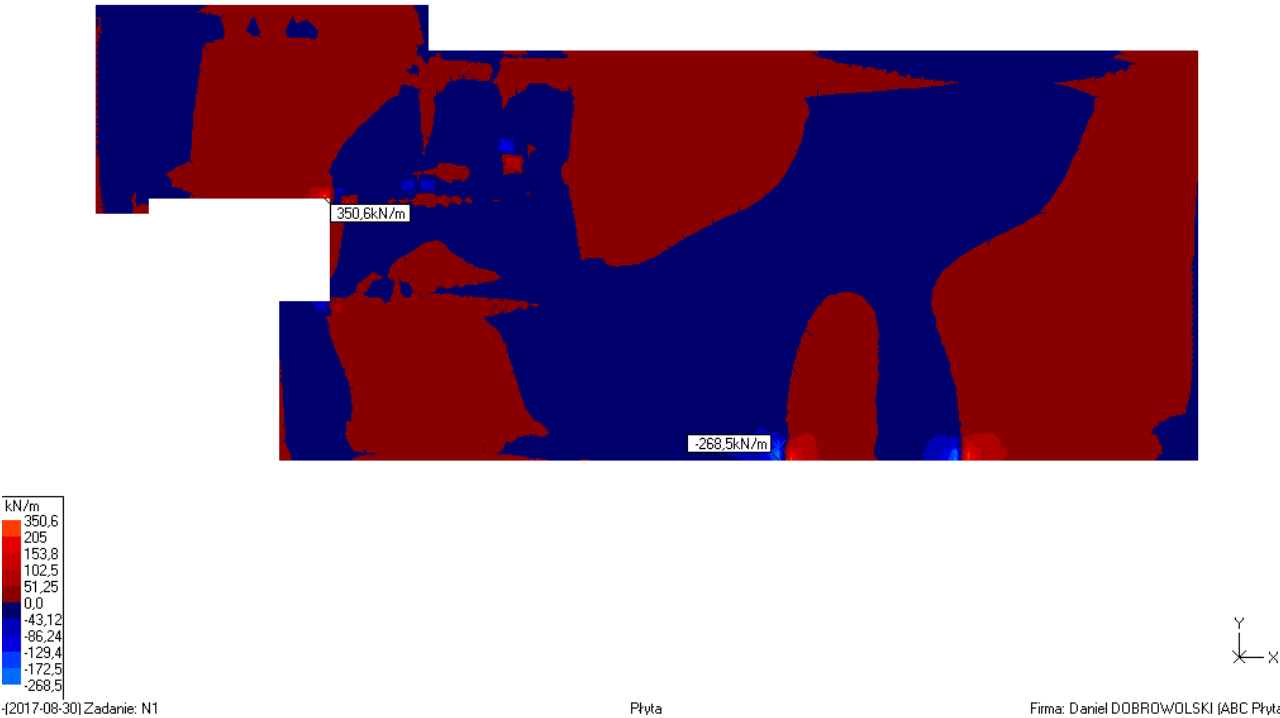 350,6kN/m
-268,5kN/m
kN/m
350,6
205
153,8
102,5
51,25
0,0
-43,12
-86,24
-129,4
-172,5
-268,5
Y
X
-(2017-08-30) Zadanie: N1 Płyta Firma: Daniel DOBROWOLSKI (ABC Płyta